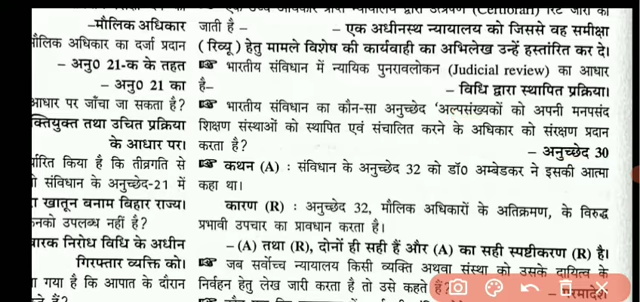 –मौलिक अधिकार
मौलिक अधिकार का दर्जा प्रदान
– अनु0 21-क के तहत
– अनु0 21 का
आधार पर जाँचा जा सकता है?
क्तियुक्त तथा उचित प्रक्रिया
के आधार पर।
र्धारित किया है कि तीव्रगति से
संविधान के अनुच्छेद-21 में
खातून बनाम बिहार राज्य।
नको उपलब्ध नहीं है?
वारक निरोध विधि के अधीन
गिरफ्तार व्यक्ति को।
गया है कि आपात के दौरान
(Certiorari) रिट जारी की
जाती है – – एक अधीनस्थ न्यायालय को जिससे वह समीक्षा
(रिव्यू) हेतु मामले विशेष की कार्यवाही का अभिलेख उन्हें हस्तांरित कर दे।
☞ भारतीय संविधान में न्यायिक पुनरावलोकन (Judicial review) का आधार
है– – विधि द्वारा स्थापित प्रक्रिया।
☞ भारतीय संविधान का कौन-सा अनुच्छेद 'अल्पसंख्यकों को अपनी मनपसंद
शिक्षण संस्थाओं को स्थापित एवं संचालित करने के अधिकार को संरक्षण प्रदान
करता है? – अनुच्छेद 30
☞ कथन (A) : संविधान के अनुच्छेद 32 को डॉ0 अम्बेडकर ने इसकी आत्मा
कहा था।
कारण (R) : अनुच्छेद 32, मौलिक अधिकारों के अतिक्रमण, के विरुद्ध
प्रभावी उपचार का प्रावधान करता है।
–(A) तथा (R), दोनों ही सही हैं और (A) का सही स्पष्टीकरण (R) है।
☞ जब सर्वोच्च न्यायालय किसी व्यक्ति अथवा संस्था को उसके दायित्व के
निर्वहन हेतु लेख जारी करता है तो उसे कहते हैं? – परमादेश